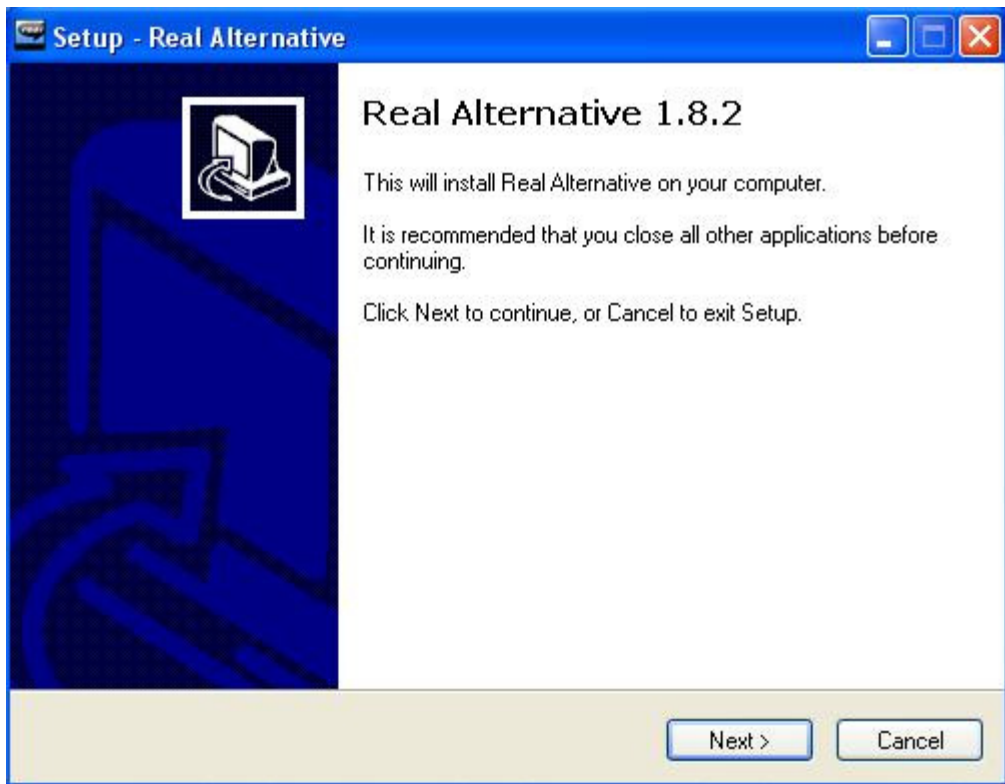 Setup - Real Alternative
Real Alternative 1.8.2
This will install Real Alternative on your computer.
It is recommended that you close all other applications before
continuing.
Click Next to continue, or Cancel to exit Setup.
Next >
Cancel